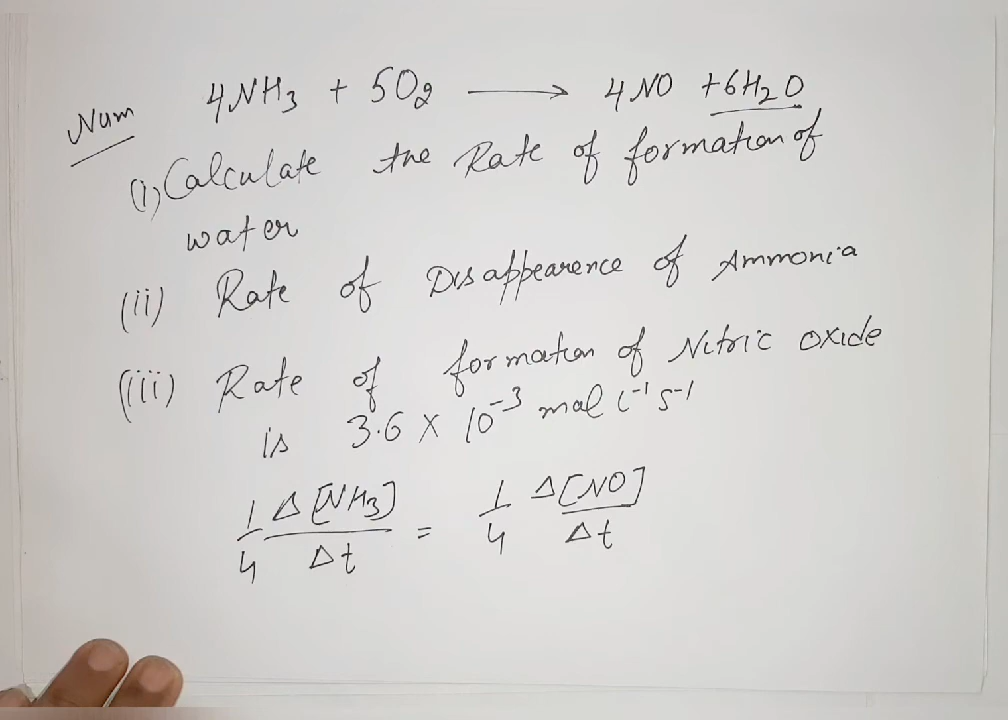 Num 4NH₃ + 5O₂ ⟶ 4NO + 6H₂O
(i) Calculate the Rate of formation of
water
(ii) Rate of Disappearence of Ammonia
(iii) Rate of formation of Nitric oxide
is 3.6 × 10⁻³ mol L⁻¹ s⁻¹
1/4 Δ[NH₃]/Δt = 1/4 Δ[NO]/Δt